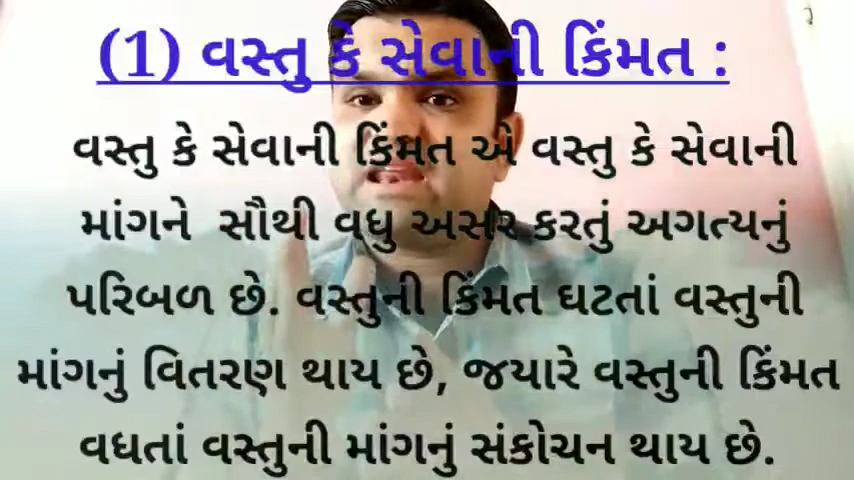 (1) વસ્તુ કે સેવાની કિંમત :
વસ્તુ કે સેવાની કિંમત એ વસ્તુ કે સેવાની
માંગને સૌથી વધુ અસર કરતું અગત્યનું
પરિબળ છે. વસ્તુની કિંમત ઘટતાં વસ્તુની
માંગનું વિતરણ થાય છે, જયારે વસ્તુની કિંમત
વધતાં વસ્તુની માંગનું સંકોચન થાય છે.